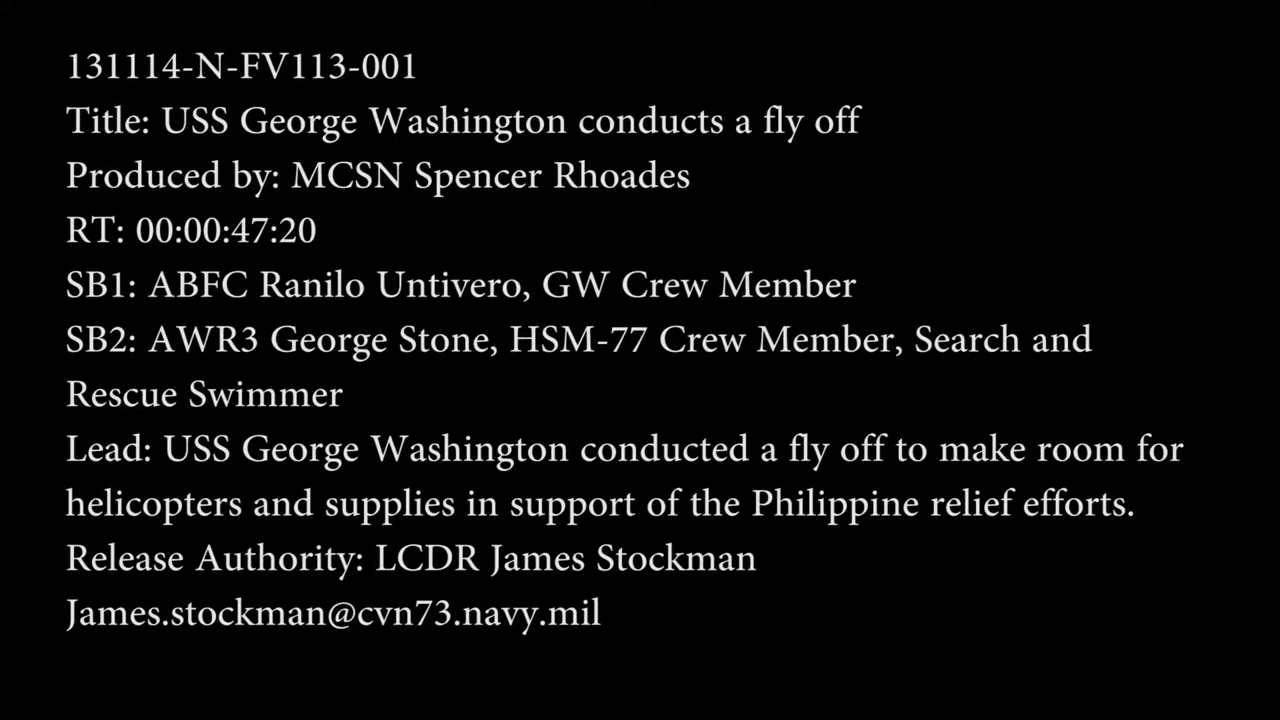 131114-N-FV113-001
Title: USS George Washington conducts a fly off
Produced by: MCSN Spencer Rhoades
RT: 00:00:47:20
SB1: ABFC Ranilo Untivero, GW Crew Member
SB2: AWR3 George Stone, HSM-77 Crew Member, Search and
Rescue Swimmer
Lead: USS George Washington conducted a fly off to make room for
helicopters and supplies in support of the Philippine relief efforts.
Release Authority: LCDR James Stockman
James.stockman@cvn73.navy.mil